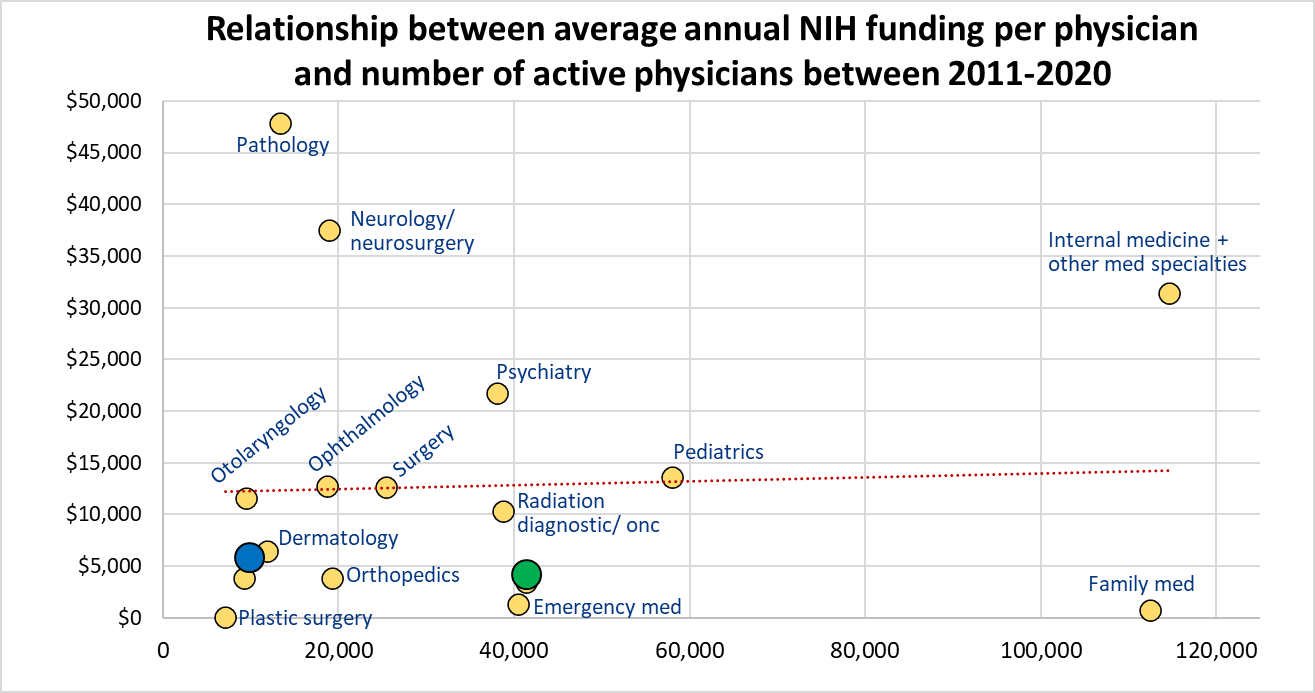 Relationship between average annual NIH funding per physician
and number of active physicians between 2011-2020
$50,000
$45,000
$40,000
$35,000
$30,000
$25,000
$20,000
$15,000
$10,000
$5,000
$0
Pathology
Neurology/
neurosurgery
Internal medicine +
other med specialties
Psychiatry
Otolaryngology
Ophthalmology
Surgery
Pediatrics
Radiation
diagnostic/ onc
Dermatology
Orthopedics
Emergency med
Family med
Plastic surgery
0
20,000
40,000
60,000
80,000
100,000
120,000